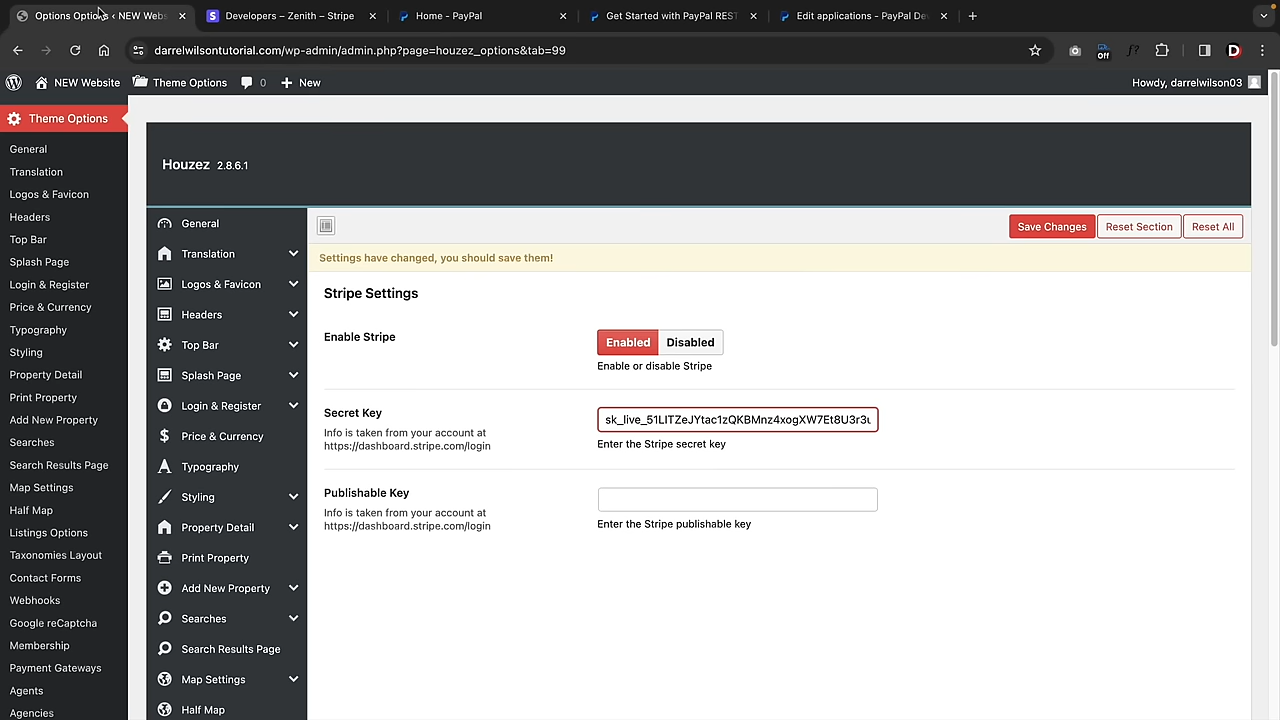 Options Options ‹ NEW Webs
Developers – Zenith – Stripe
Home - PayPal
Get Started with PayPal REST
Edit applications - PayPal Dev
darrelwilsontutorial.com/wp-admin/admin.php?page=houzez_options&tab=99
Off
f?
D
NEW Website
Theme Options
0
New
Howdy, darrelwilson03
Theme Options
General
Translation
Logos & Favicon
Headers
Top Bar
Splash Page
Login & Register
Price & Currency
Typography
Styling
Property Detail
Print Property
Add New Property
Searches
Search Results Page
Map Settings
Half Map
Listings Options
Taxonomies Layout
Contact Forms
Webhooks
Google reCaptcha
Membership
Payment Gateways
Agents
Agencies
Houzez 2.8.6.1
General
Translation
Logos & Favicon
Headers
Top Bar
Splash Page
Login & Register
Price & Currency
Typography
Styling
Property Detail
Print Property
Add New Property
Searches
Search Results Page
Map Settings
Half Map
Save Changes
Reset Section
Reset All
Settings have changed, you should save them!
Stripe Settings
Enable Stripe
Enabled
Disabled
Enable or disable Stripe
Secret Key
Info is taken from your account at
https://dashboard.stripe.com/login
Enter the Stripe secret key
Publishable Key
Info is taken from your account at
https://dashboard.stripe.com/login
Enter the Stripe publishable key